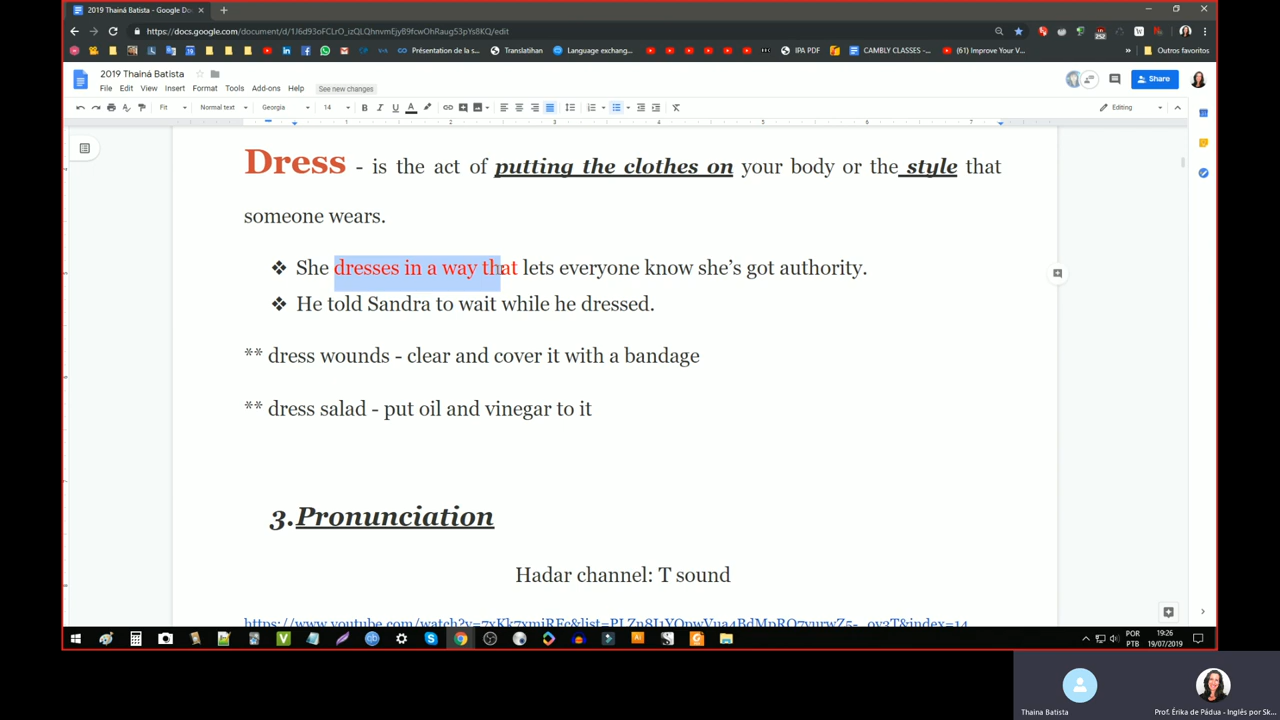 2019 Thainá Batista - Google Do
https://docs.google.com/document/d/1J6d93oFCLrO_izQLQhnvmEjyB9fcwOhRaugS3pYs8KQ/edit
Présentation de la s...
Translatihan
Language exchang...
IPA PDF
CAMBLY CLASSES -...
(61) Improve Your V...
Outros favoritos
2019 Thainá Batista
File Edit View Insert Format Tools Add-ons Help See new changes
Share
Fit Normal text Georgia 14 Editing
Dress - is the act of putting the clothes on your body or the style that
someone wears.
❖ She dresses in a way that lets everyone know she's got authority.
❖ He told Sandra to wait while he dressed.
** dress wounds - clear and cover it with a bandage
** dress salad - put oil and vinegar to it
3.Pronunciation
Hadar channel: T sound
POR
PTB
19:26
19/07/2019
Thaina Batista
Prof. Érika de Pádua - Inglês por Sk...